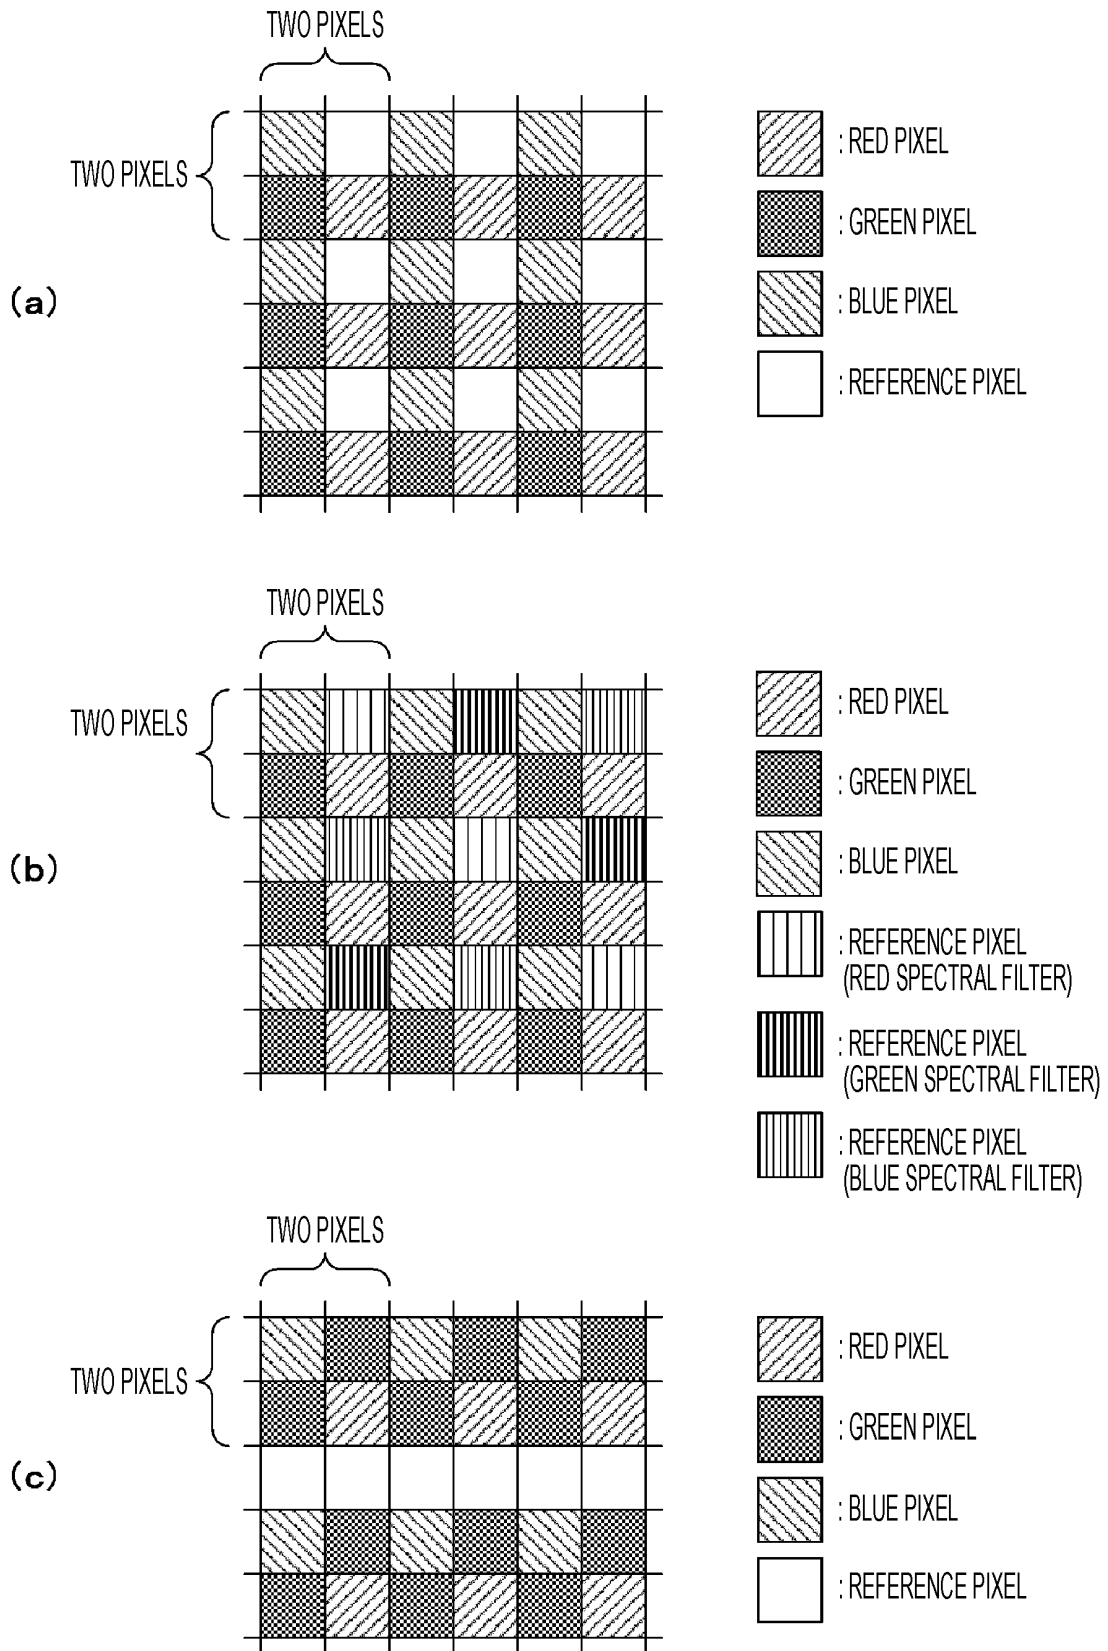 TWO PIXELS
TWO PIXELS
(a)
: RED PIXEL
: GREEN PIXEL
: BLUE PIXEL
: REFERENCE PIXEL
TWO PIXELS
TWO PIXELS
(b)
: RED PIXEL
: GREEN PIXEL
: BLUE PIXEL
: REFERENCE PIXEL
(RED SPECTRAL FILTER)
: REFERENCE PIXEL
(GREEN SPECTRAL FILTER)
: REFERENCE PIXEL
(BLUE SPECTRAL FILTER)
TWO PIXELS
TWO PIXELS
(c)
: RED PIXEL
: GREEN PIXEL
: BLUE PIXEL
: REFERENCE PIXEL